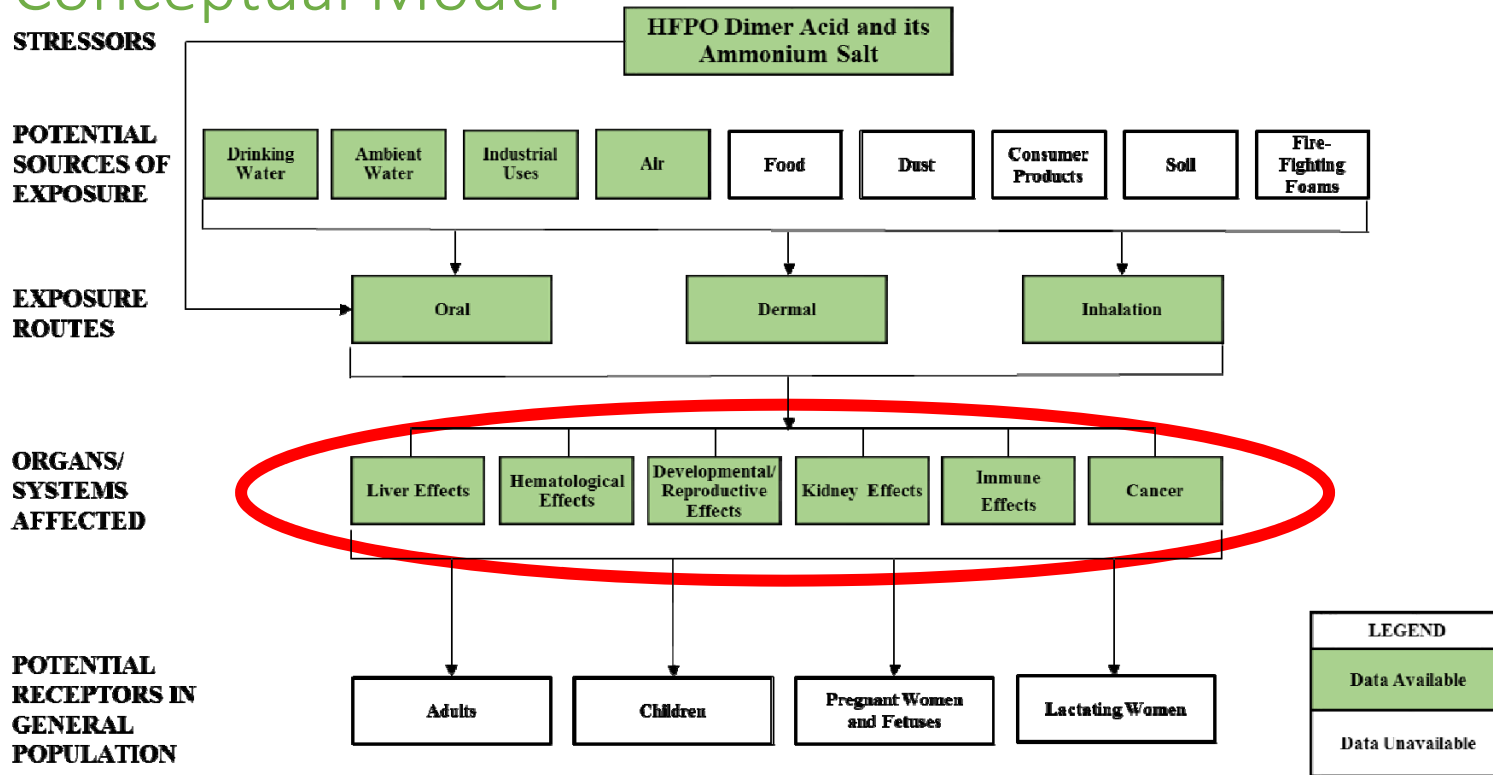 Conceptual Model
STRESSORS
HFPO Dimer Acid and its
Ammonium Salt
POTENTIAL
SOURCES OF
EXPOSURE
Drinking
Water
Ambient
Water
Industrial
Uses
Air
Food
Dust
Consumer
Products
Soil
Fire-
Fighting
Foams
EXPOSURE
ROUTES
Oral
Dermal
Inhalation
ORGANS/
SYSTEMS
AFFECTED
Liver Effects
Hematological
Effects
Developmental/
Reproductive
Effects
Kidney Effects
Immune
Effects
Cancer
POTENTIAL
RECEPTORS IN
GENERAL
POPULATION
Adults
Children
Pregnant Women
and Fetuses
Lactating Women
LEGEND
Data Available
Data Unavailable